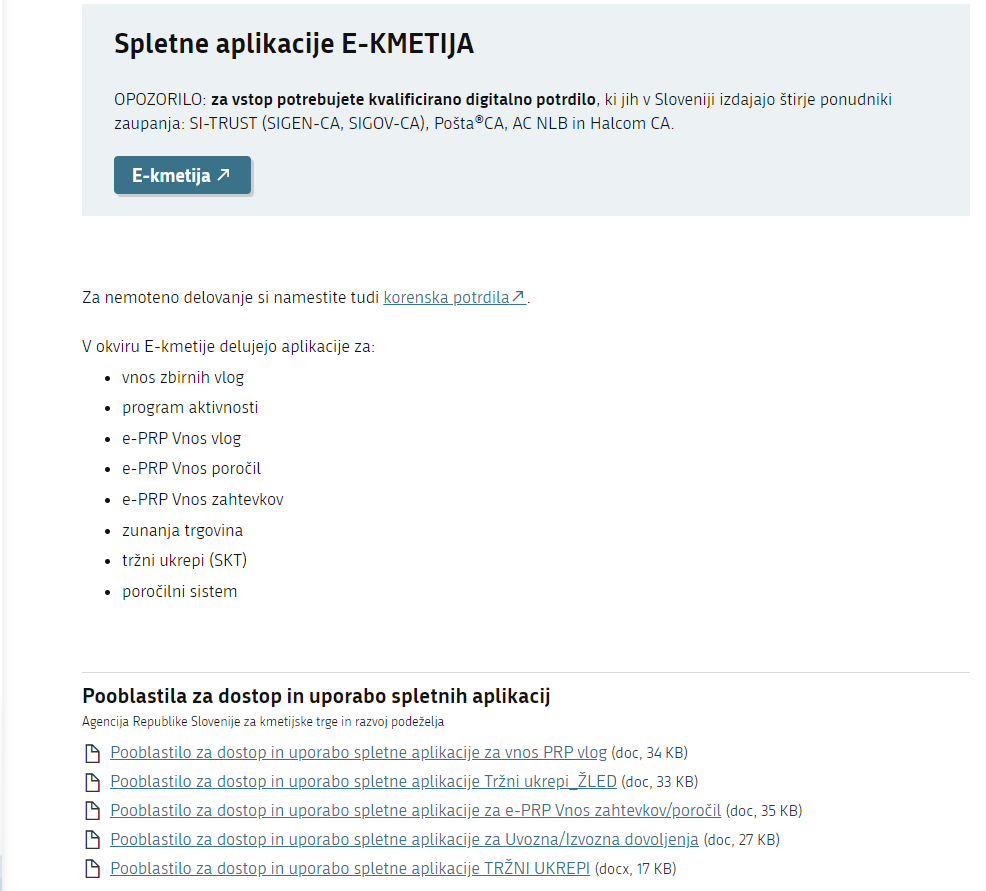 Spletne aplikacije E-KMETIJA
OPOZORILO: za vstop potrebujete kvalificirano digitalno potrdilo, ki jih v Sloveniji izdajajo štirje ponudniki
zaupanja: SI-TRUST (SIGEN-CA, SIGOV-CA), Pošta®CA, AC NLB in Halcom CA.
E-kmetija ↗
Za nemoteno delovanje si namestite tudi korenska potrdila↗.
V okviru E-kmetije delujejo aplikacije za:
• vnos zbirnih vlog
• program aktivnosti
• e-PRP Vnos vlog
• e-PRP Vnos poročil
• e-PRP Vnos zahtevkov
• zunanja trgovina
• tržni ukrepi (SKT)
• poročilni sistem
Pooblastila za dostop in uporabo spletnih aplikacij
Agencija Republike Slovenije za kmetijske trge in razvoj podeželja
Pooblastilo za dostop in uporabo spletne aplikacije za vnos PRP vlog (doc, 34 KB)
Pooblastilo za dostop in uporabo spletne aplikacije Tržni ukrepi_ŽLED (doc, 33 KB)
Pooblastilo za dostop in uporabo spletne aplikacije za e-PRP Vnos zahtevkov/poročil (doc, 35 KB)
Pooblastilo za dostop in uporabo spletne aplikacije za Uvozna/Izvozna dovoljenja (doc, 27 KB)
Pooblastilo za dostop in uporabo spletne aplikacije TRŽNI UKREPI (docx, 17 KB)